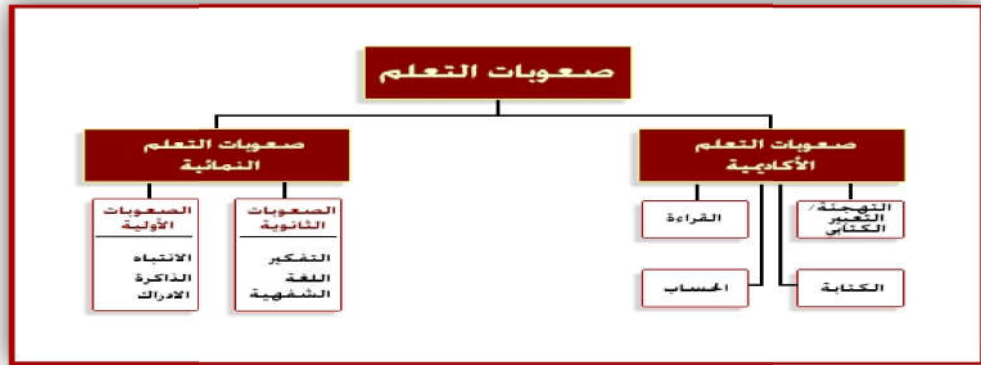 صعوبات التعلم
صعوبات التعلم
الأكاديمية
التهجئة/
التعبير
الكتابي
القراءة
الكتابة
الحساب
صعوبات التعلم
النمائية
الصعوبات
الثانوية
التفكير
اللغة
الشفهية
الصعوبات
الأولية
الانتباه
الذاكرة
الادراك